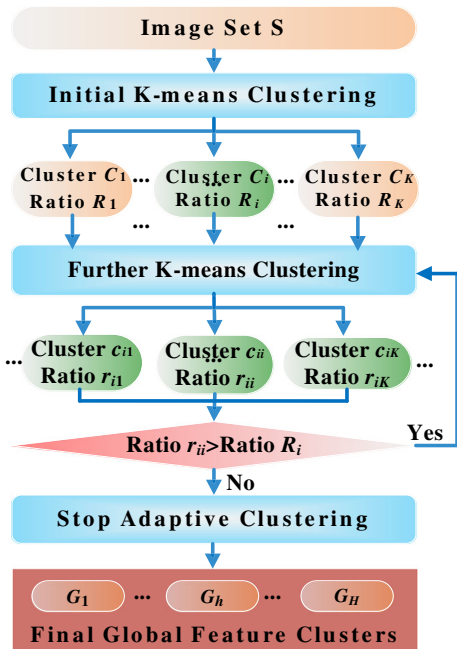 Image Set S
Initial K-means Clustering
Cluster C1 ... Cluster Ci ... Cluster CK
Ratio R1 ... Ratio Ri Ratio RK
... ...
Further K-means Clustering
Cluster ci1 Cluster cii Cluster ciK
... Ratio ri1 ... Ratio rii Ratio riK ...
Ratio rii>Ratio Ri
Yes
No
Stop Adaptive Clustering
G1 ... Gh ... GH
Final Global Feature Clusters